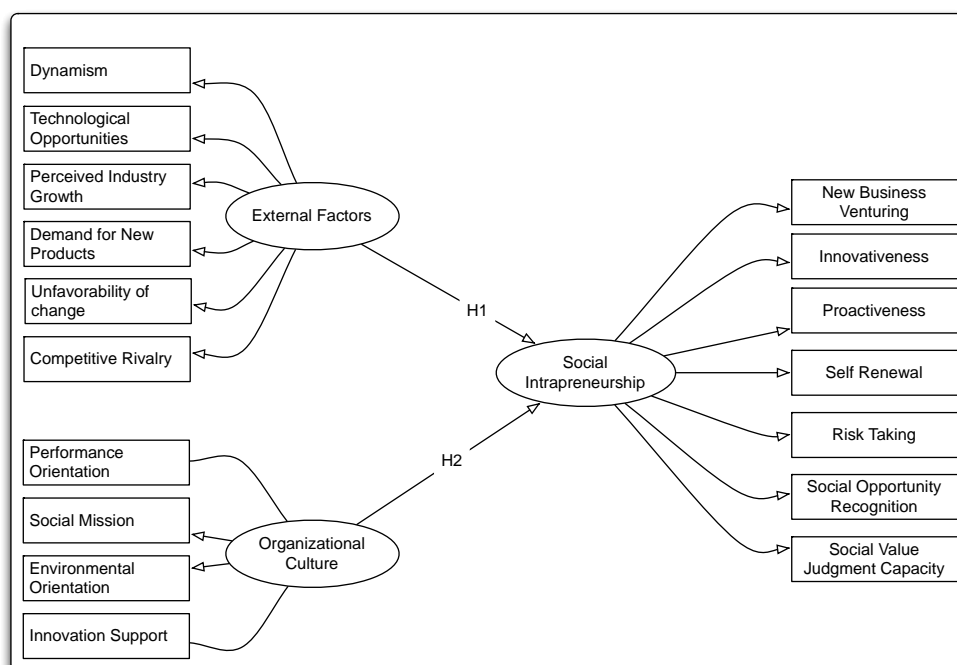 Dynamism
Technological
Opportunities
Perceived Industry
Growth
Demand for New
Products
Unfavorability of
change
Competitive Rivalry
External Factors
H1
Performance
Orientation
Social Mission
Environmental
Orientation
Innovation Support
Organizational
Culture
H2
Social
Intrapreneurship
New Business
Venturing
Innovativeness
Proactiveness
Self Renewal
Risk Taking
Social Opportunity
Recognition
Social Value
Judgment Capacity